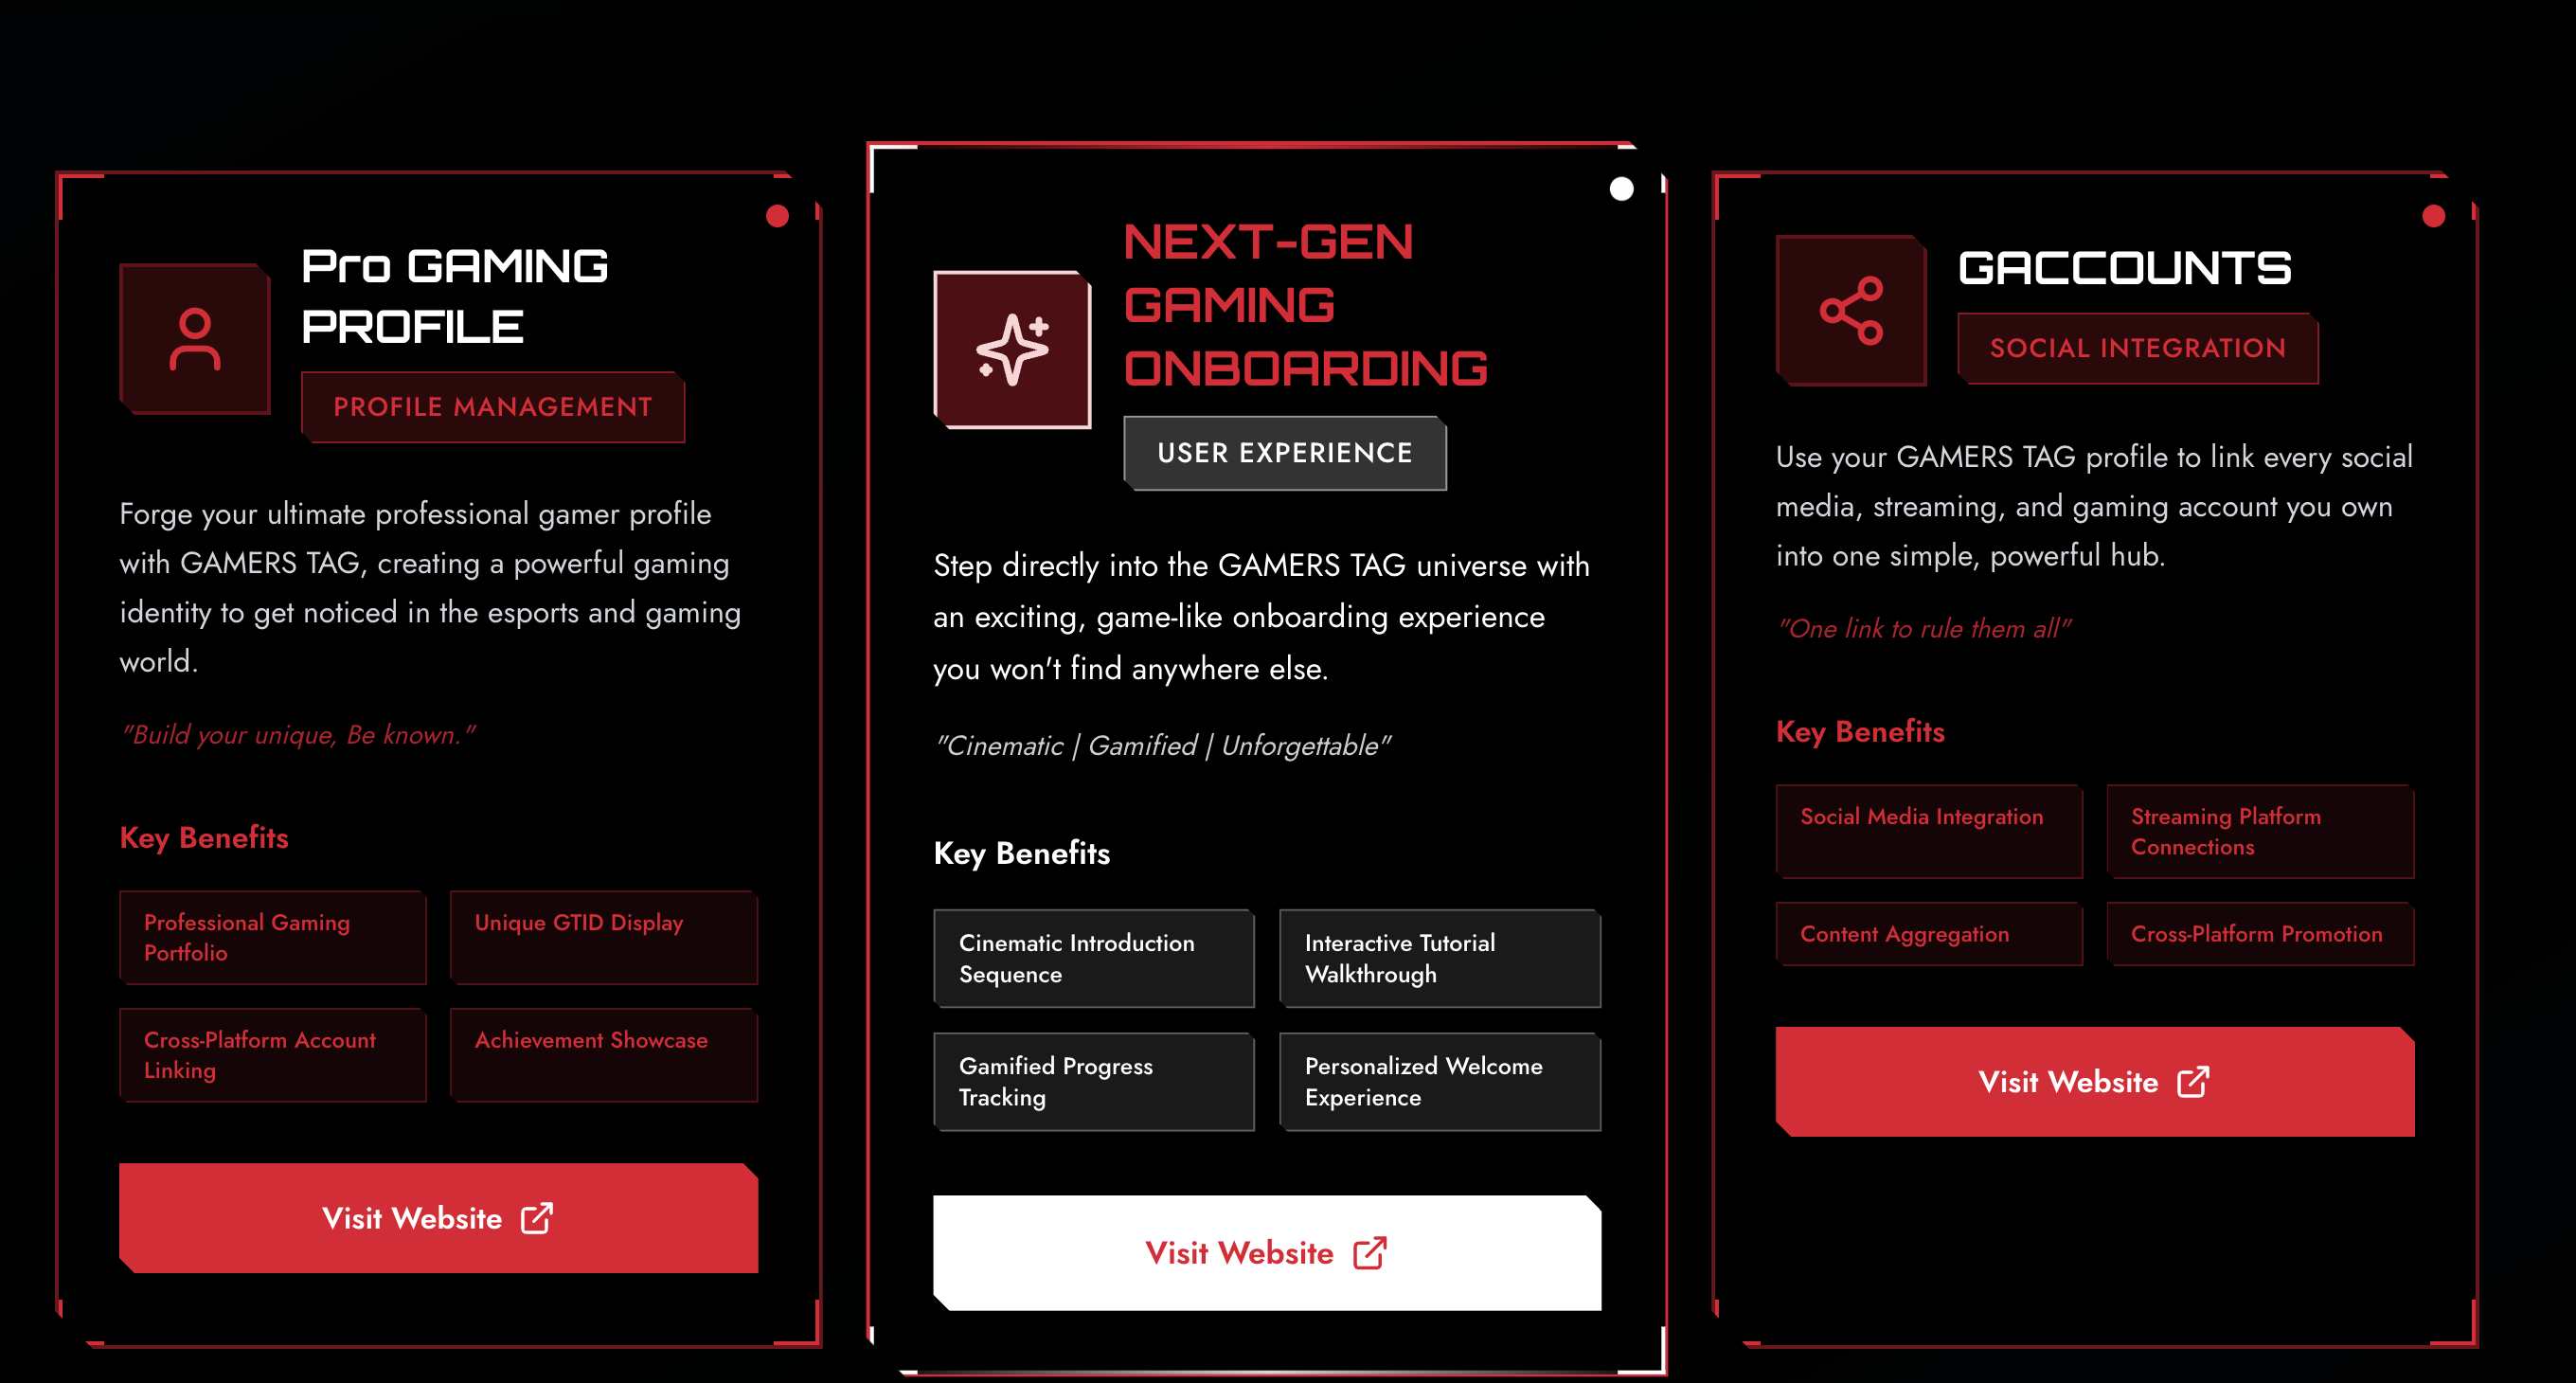 Pro GAMING
PROFILE
PROFILE MANAGEMENT
Forge your ultimate professional gamer profile
with GAMERS TAG, creating a powerful gaming
identity to get noticed in the esports and gaming
world.
"Build your unique, Be known."
Key Benefits
Professional Gaming
Portfolio
Unique GTID Display
Cross-Platform Account
Linking
Achievement Showcase
Visit Website
NEXT-GEN
GAMING
ONBOARDING
USER EXPERIENCE
Step directly into the GAMERS TAG universe with
an exciting, game-like onboarding experience
you won't find anywhere else.
"Cinematic | Gamified | Unforgettable"
Key Benefits
Cinematic Introduction
Sequence
Interactive Tutorial
Walkthrough
Gamified Progress
Tracking
Personalized Welcome
Experience
Visit Website
GACCOUNTS
SOCIAL INTEGRATION
Use your GAMERS TAG profile to link every social
media, streaming, and gaming account you own
into one simple, powerful hub.
"One link to rule them all"
Key Benefits
Social Media Integration
Streaming Platform
Connections
Content Aggregation
Cross-Platform Promotion
Visit Website